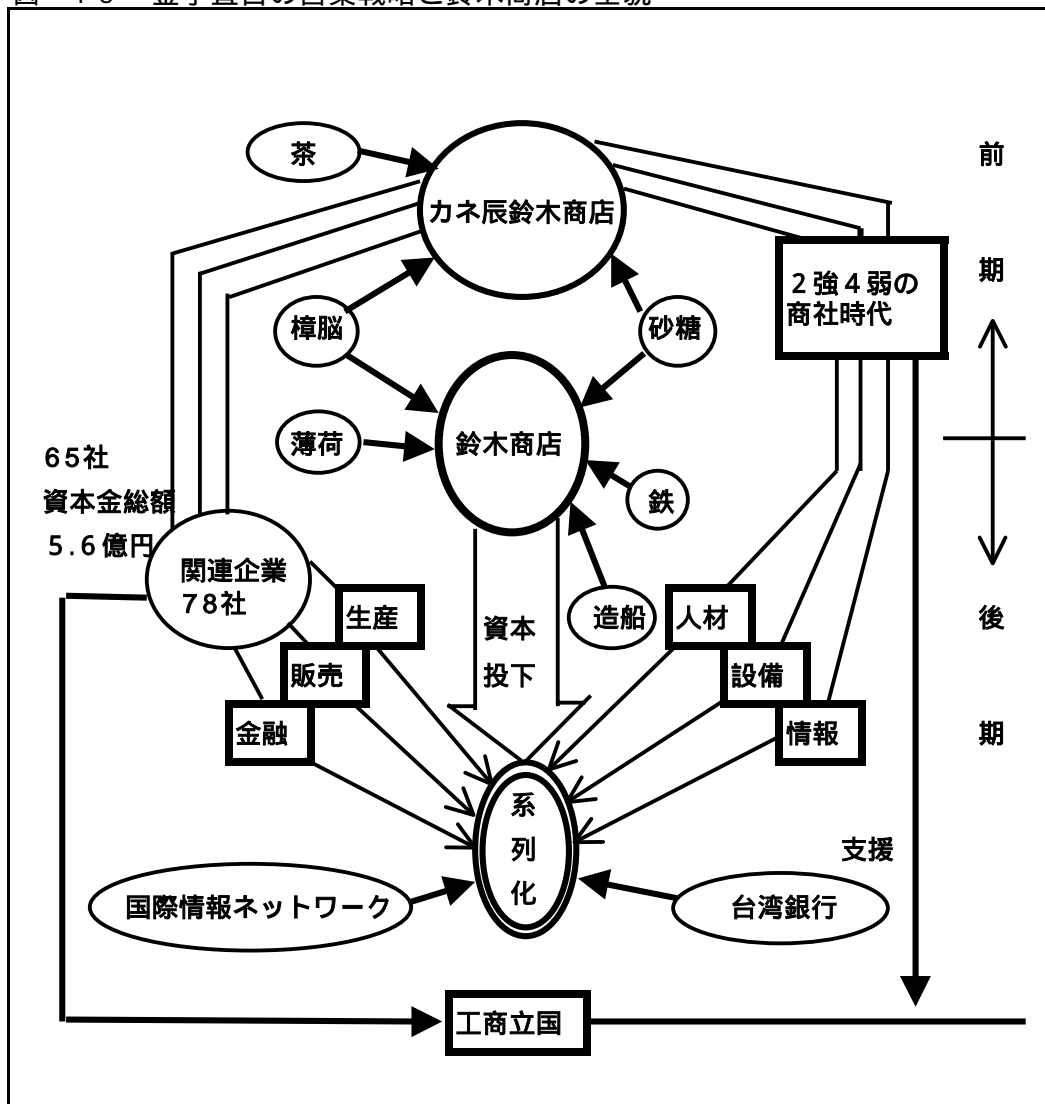 茶
前
カネ辰鈴木商店
期
2強4弱の
商社時代
樟脳
砂糖
薄荷
鈴木商店
65社
資本金総額
5.6億円
鉄
関連企業
78社
生産
資本
投下
造船
人材
後
販売
設備
金融
情報
期
系
列
化
支援
国際情報ネットワーク
台湾銀行
工商立国